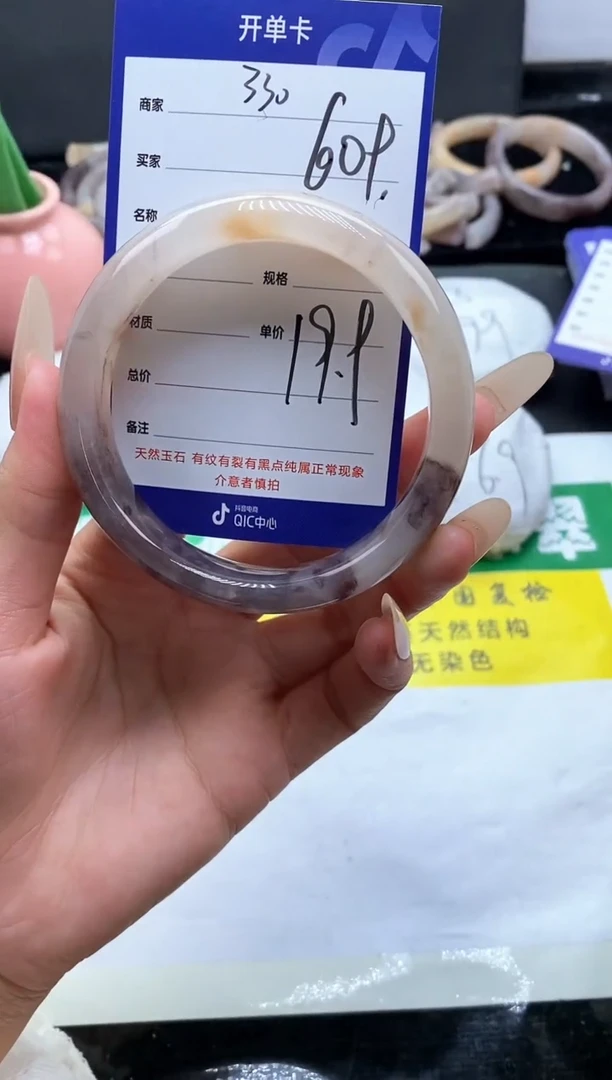 开单卡
商家 330
609.
买家
名称
规格
材质
单价 19.9
总价
备注
天然玉石 有纹有裂有黑点纯属正常现象
介意者慎拍
抖音电商
QIC中心
国复检
天然结构
无染色